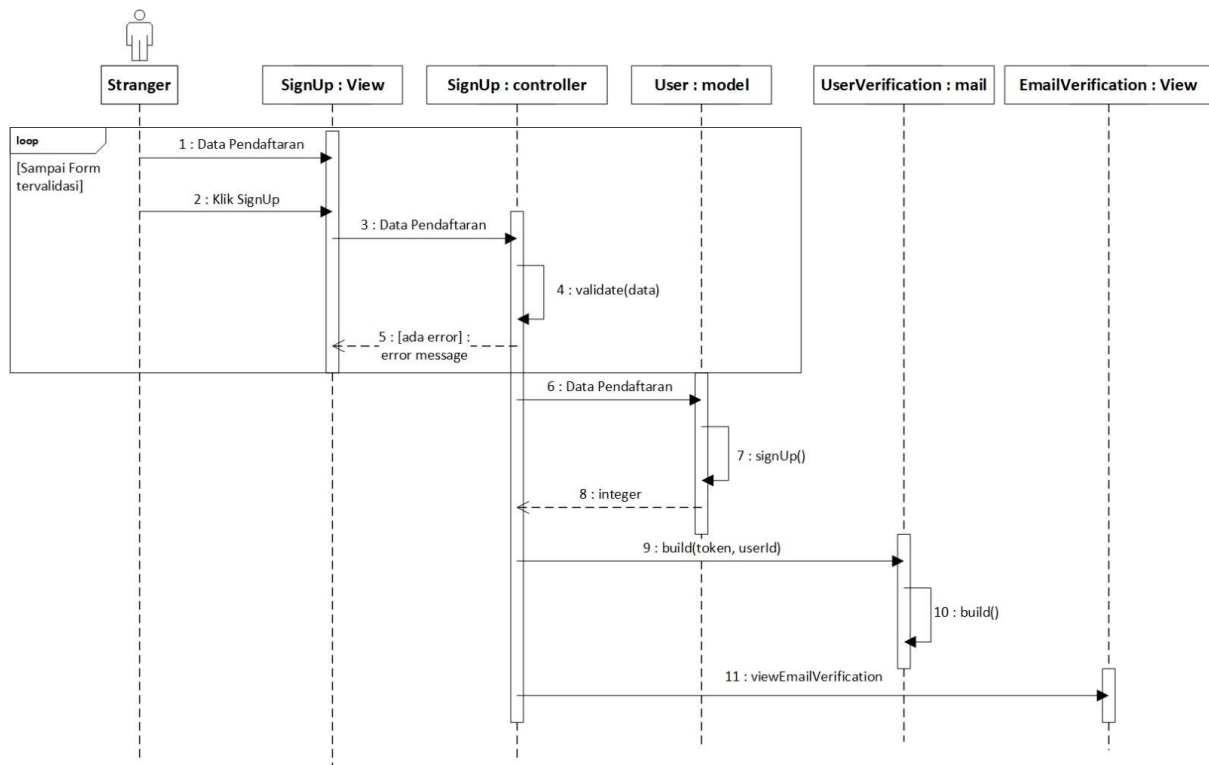 Stranger
SignUp : View
SignUp : controller
User : model
UserVerification : mail
EmailVerification : View
loop
[Sampai Form
tervalidasi]
1 : Data Pendaftaran
2 : Klik SignUp
3 : Data Pendaftaran
4 : validate(data)
5 : [ada error] :
error message
6 : Data Pendaftaran
7 : signUp()
8 : integer
9 : build(token, userId)
10 : build()
11 : viewEmailVerification